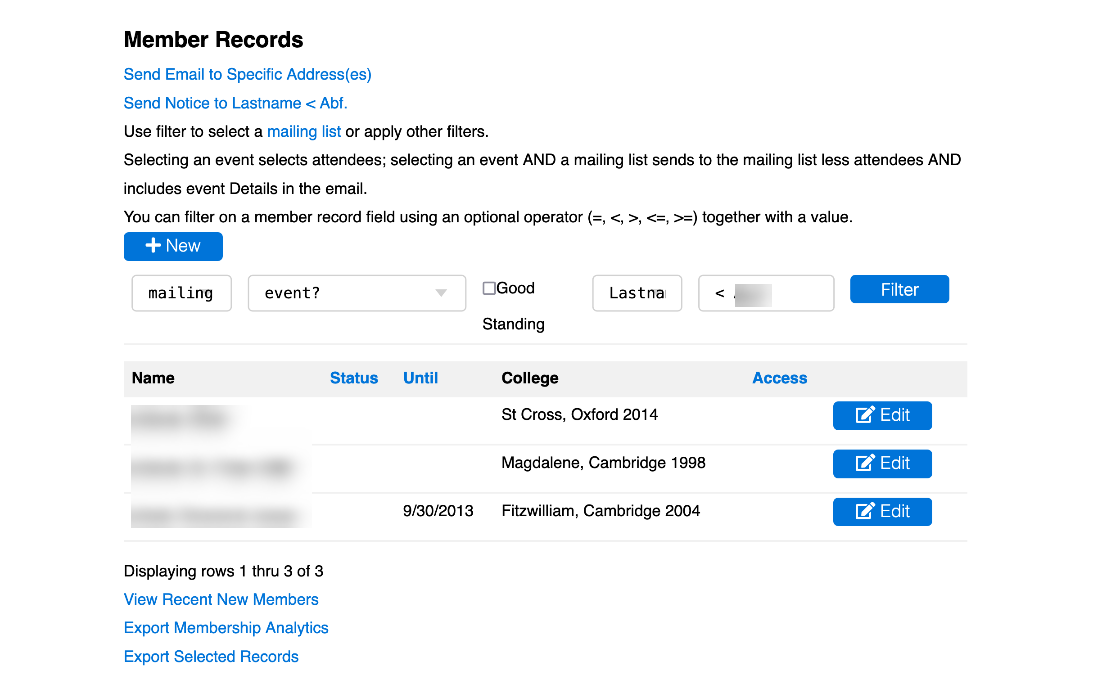 Member Records
Send Email to Specific Address(es)
Send Notice to Lastname < Abf.
Use filter to select a mailing list or apply other filters.
Selecting an event selects attendees; selecting an event AND a mailing list sends to the mailing list less attendees AND
includes event Details in the email.
You can filter on a member record field using an optional operator (=, <, >, <=, >=) together with a value.
New
mailing event? Good Standing Lastna < Filter
Name Status Until College Access
St Cross, Oxford 2014 Edit
Magdalene, Cambridge 1998 Edit
9/30/2013 Fitzwilliam, Cambridge 2004 Edit
Displaying rows 1 thru 3 of 3
View Recent New Members
Export Membership Analytics
Export Selected Records